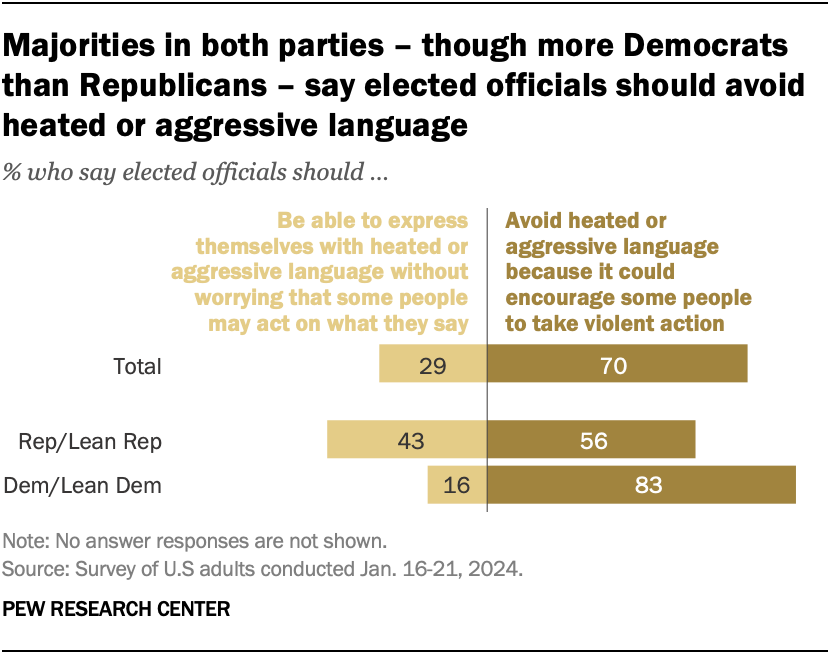 Majorities in both parties – though more Democrats
than Republicans – say elected officials should avoid
heated or aggressive language
% who say elected officials should ...
Be able to express
themselves with heated or
aggressive language without
worrying that some people
may act on what they say
Avoid heated or
aggressive language
because it could
encourage some people
to take violent action
Total 29 70
Rep/Lean Rep 43 56
Dem/Lean Dem 16 83
Note: No answer responses are not shown.
Source: Survey of U.S adults conducted Jan. 16-21, 2024.
PEW RESEARCH CENTER